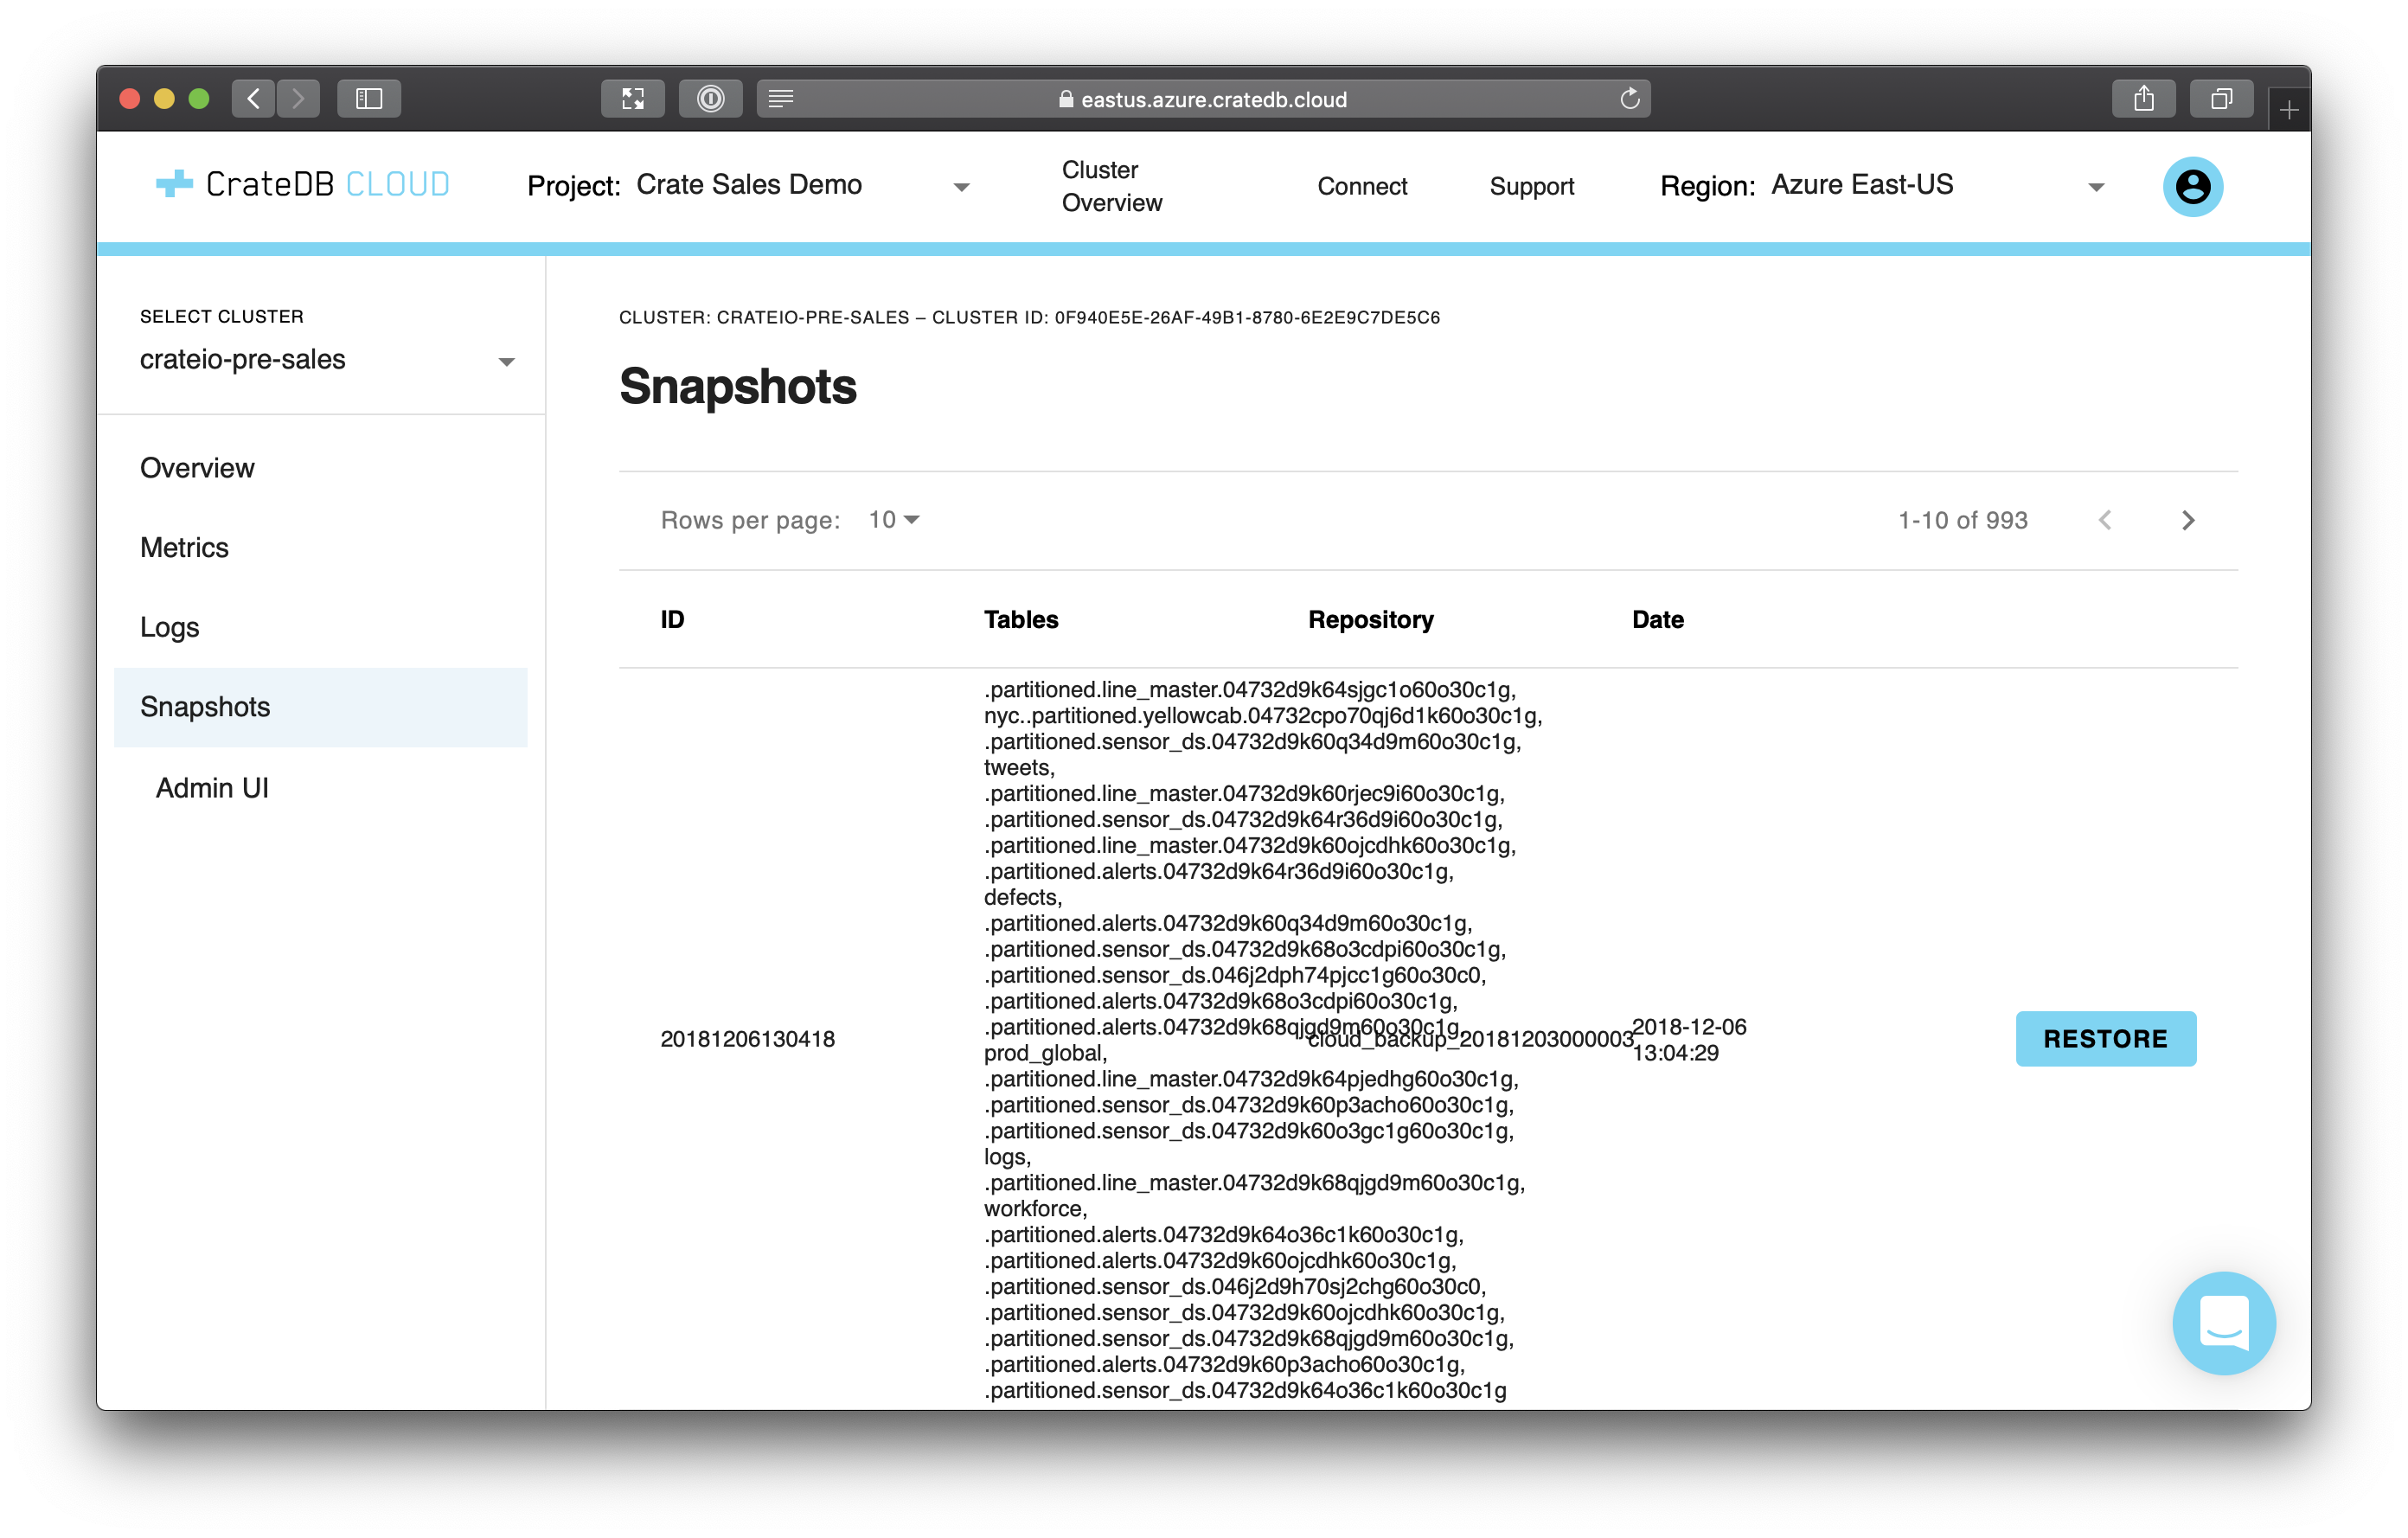 eastus.azure.cratedb.cloud
CrateDB CLOUD
Project: Crate Sales Demo
Cluster
Overview
Connect
Support
Region: Azure East-US
SELECT CLUSTER
crateio-pre-sales
Overview
Metrics
Logs
Snapshots
Admin UI
CLUSTER: CRATEIO-PRE-SALES – CLUSTER ID: 0F940E5E-26AF-49B1-8780-6E2E9C7DE5C6
Snapshots
Rows per page: 10
1-10 of 993
ID Tables Repository Date
20181206130418
.partitioned.line_master.04732d9k64sjgc1o60o30c1g,
nyc..partitioned.yellowcab.04732cpo70qj6d1k60o30c1g,
.partitioned.sensor_ds.04732d9k60q34d9m60o30c1g,
tweets,
.partitioned.line_master.04732d9k60rjec9i60o30c1g,
.partitioned.sensor_ds.04732d9k64r36d9i60o30c1g,
.partitioned.line_master.04732d9k60ojcdhk60o30c1g,
.partitioned.alerts.04732d9k64r36d9i60o30c1g,
defects,
.partitioned.alerts.04732d9k60q34d9m60o30c1g,
.partitioned.sensor_ds.04732d9k68o3cdpi60o30c1g,
.partitioned.sensor_ds.046j2dph74pjcc1g60o30c0,
.partitioned.alerts.04732d9k68o3cdpi60o30c1g,
.partitioned.alerts.04732d9k68qjgd9m60o30c1g,
prod_global,
.partitioned.line_master.04732d9k64pjedhg60o30c1g,
.partitioned.sensor_ds.04732d9k60p3acho60o30c1g,
.partitioned.sensor_ds.04732d9k60o3gc1g60o30c1g,
logs,
.partitioned.line_master.04732d9k68qjgd9m60o30c1g,
workforce,
.partitioned.alerts.04732d9k64o36c1k60o30c1g,
.partitioned.alerts.04732d9k60ojcdhk60o30c1g,
.partitioned.sensor_ds.046j2d9h70sj2chg60o30c0,
.partitioned.sensor_ds.04732d9k60ojcdhk60o30c1g,
.partitioned.sensor_ds.04732d9k68qjgd9m60o30c1g,
.partitioned.alerts.04732d9k60p3acho60o30c1g,
.partitioned.sensor_ds.04732d9k64o36c1k60o30c1g
cloud_backup_20181203000003
2018-12-06
13:04:29
RESTORE